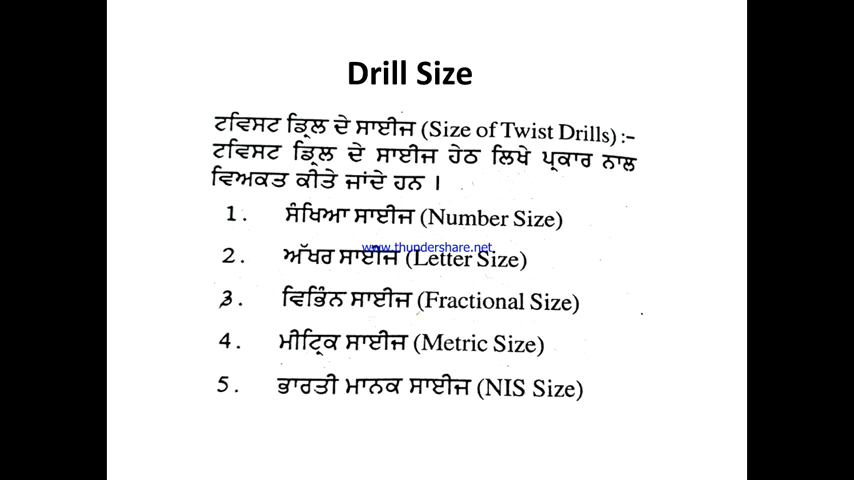 Drill Size
ਟਵਿਸਟ ਡ੍ਰਿਲ ਦੇ ਸਾਈਜ (Size of Twist Drills) :-
ਟਵਿਸਟ ਡ੍ਰਿਲ ਦੇ ਸਾਈਜ ਹੇਠ ਲਿਖੇ ਪ੍ਰਕਾਰ ਨਾਲ
ਵਿਅਕਤ ਕੀਤੇ ਜਾਂਦੇ ਹਨ ।
1. ਸੰਖਿਆ ਸਾਈਜ (Number Size)
www.thundershare.net
2. ਅੱਖਰ ਸਾਈਜ (Letter Size)
3. ਵਿਭਿੰਨ ਸਾਈਜ (Fractional Size)
4. ਮੀਟ੍ਰਿਕ ਸਾਈਜ (Metric Size)
5. ਭਾਰਤੀ ਮਾਨਕ ਸਾਈਜ (NIS Size)